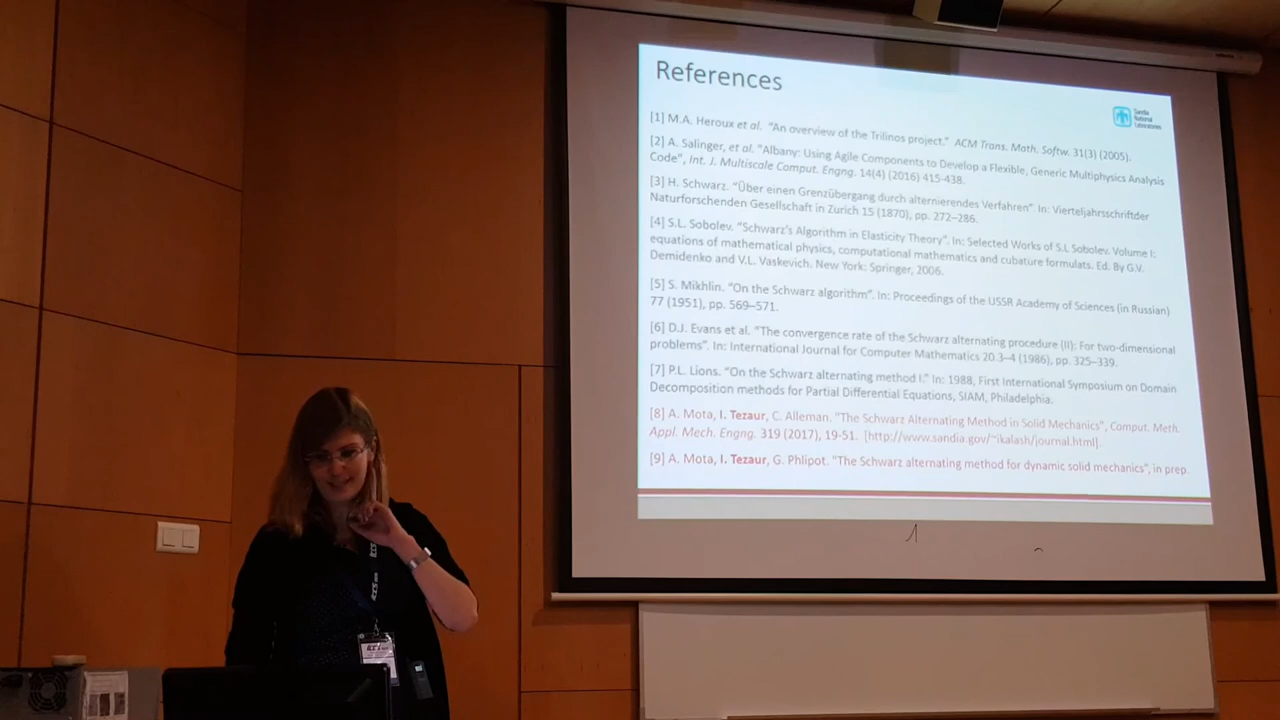 References
Sandia
National
Laboratories
[1] M.A. Heroux et al. "An overview of the Trilinos project." ACM Trans. Math. Softw. 31(3) (2005).
[2] A. Salinger, et al. "Albany: Using Agile Components to Develop a Flexible, Generic Multiphysics Analysis
Code", Int. J. Multiscale Comput. Engng. 14(4) (2016) 415-438.
[3] H. Schwarz. "Über einen Grenzübergang durch alternierendes Verfahren". In: Vierteljahrsschriftder
Naturforschenden Gesellschaft in Zurich 15 (1870), pp. 272–286.
[4] S.L. Sobolev. "Schwarz's Algorithm in Elasticity Theory". In: Selected Works of S.L Sobolev. Volume I:
equations of mathematical physics, computational mathematics and cubature formulats. Ed. By G.V.
Demidenko and V.L. Vaskevich. New York: Springer, 2006.
[5] S. Mikhlin. "On the Schwarz algorithm". In: Proceedings of the USSR Academy of Sciences (in Russian)
77 (1951), pp. 569–571.
[6] D.J. Evans et al. "The convergence rate of the Schwarz alternating procedure (II): For two-dimensional
problems". In: International Journal for Computer Mathematics 20.3–4 (1986), pp. 325–339.
[7] P.L. Lions. "On the Schwarz alternating method I." In: 1988, First International Symposium on Domain
Decomposition methods for Partial Differential Equations, SIAM, Philadelphia.
[8] A. Mota, I. Tezaur, C. Alleman. "The Schwarz Alternating Method in Solid Mechanics", Comput. Meth.
Appl. Mech. Engng. 319 (2017), 19-51. [http://www.sandia.gov/~ikalash/journal.html].
[9] A. Mota, I. Tezaur, G. Phlipot. "The Schwarz alternating method for dynamic solid mechanics", in prep.